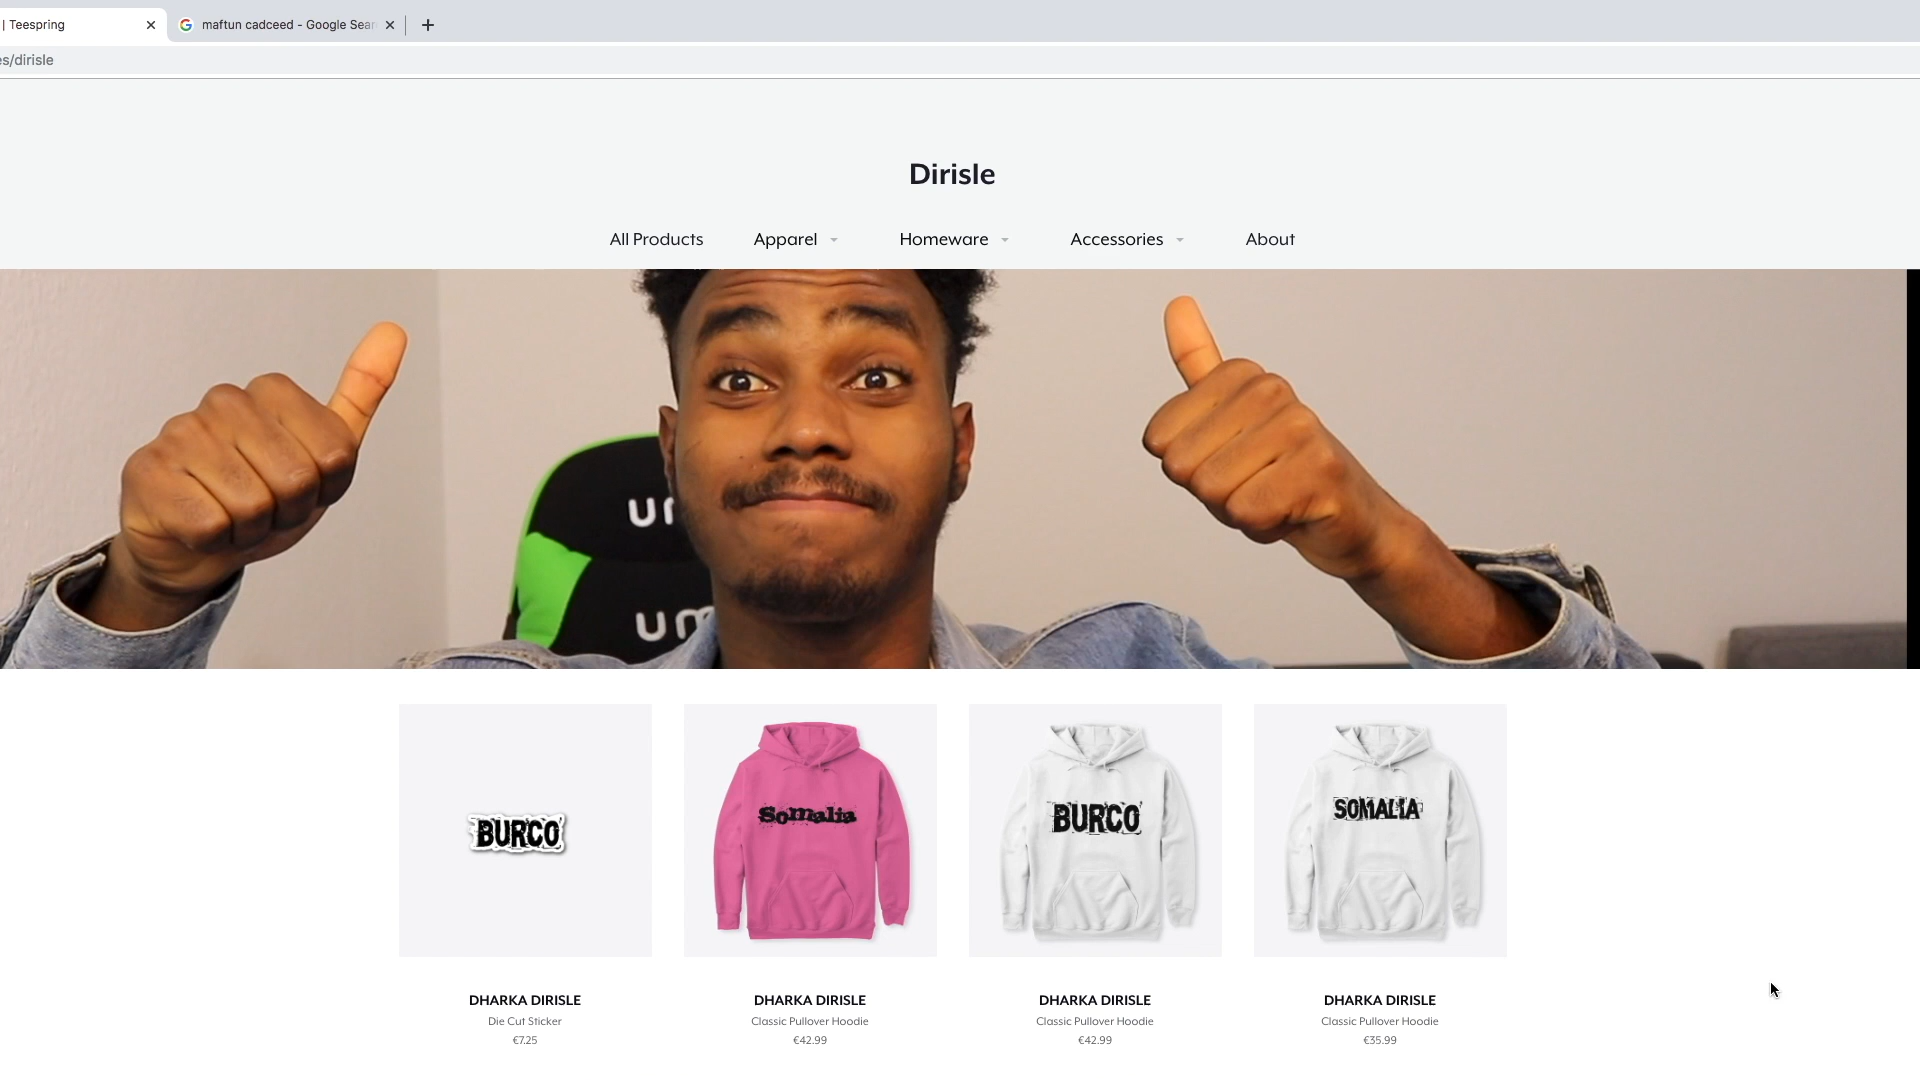 | Teespring
maftun cadceed - Google Sear
es/dirisle
Dirisle
All Products Apparel Homeware Accessories About
um
BURCO
Somalia
BURCO
SOMALIA
DHARKA DIRISLE DHARKA DIRISLE DHARKA DIRISLE DHARKA DIRISLE
Die Cut Sticker Classic Pullover Hoodie Classic Pullover Hoodie Classic Pullover Hoodie
€7.25 €42.99 €42.99 €35.99